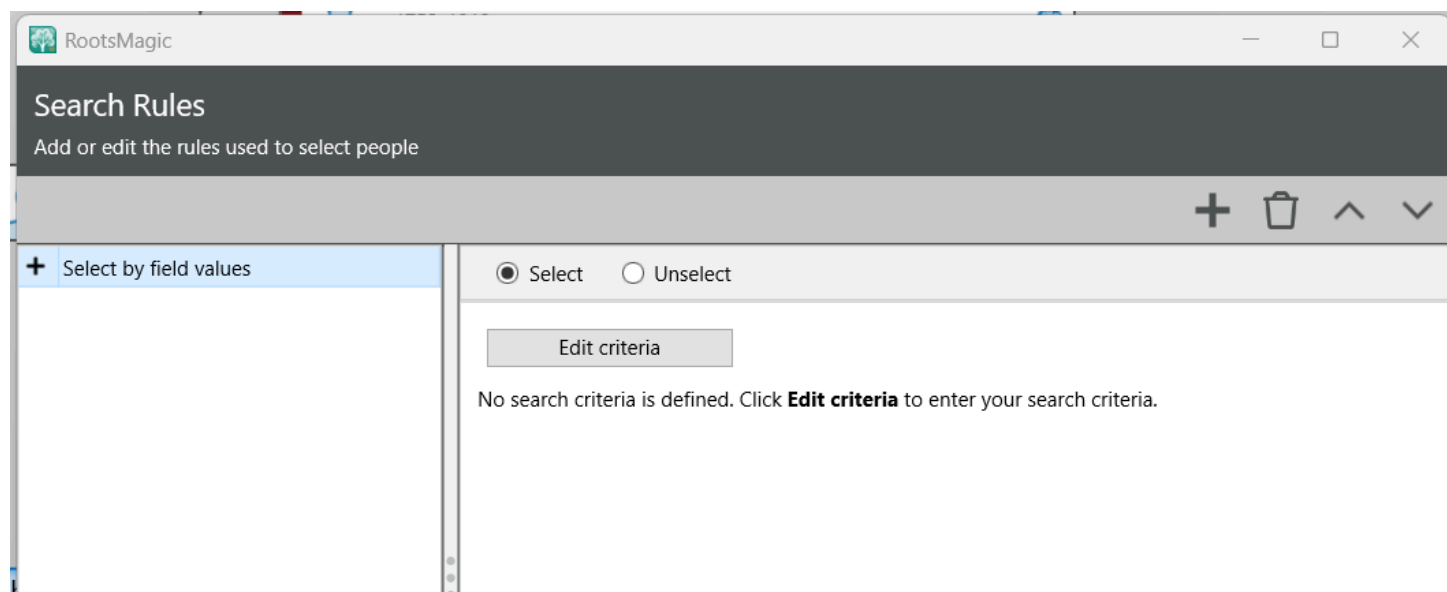 RootsMagic
Search Rules
Add or edit the rules used to select people
Select by field values
Select Unselect
Edit criteria
No search criteria is defined. Click Edit criteria to enter your search criteria.